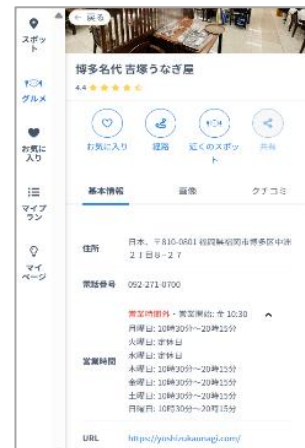 スポッ
ト
グルメ
お気に
入り
マイプ
ラン
マイ
ページ
← 戻る
博多名代 吉塚うなぎ屋
4.4
お気に入り
経路
近くのスポッ
ト
共有
基本情報
画像
クチコミ
住所
日本、〒810-0801 福岡県福岡市博多区中洲
2丁目8−27
電話番号
092-271-0700
営業時間外・営業開始: 金 10:30
営業時間
月曜日: 10時30分～20時15分
火曜日: 定休日
水曜日: 定休日
木曜日: 10時30分～20時15分
金曜日: 10時30分～20時15分
土曜日: 10時30分～20時15分
日曜日: 10時30分～20時15分
URL
https://yoshizukaunagi.com/